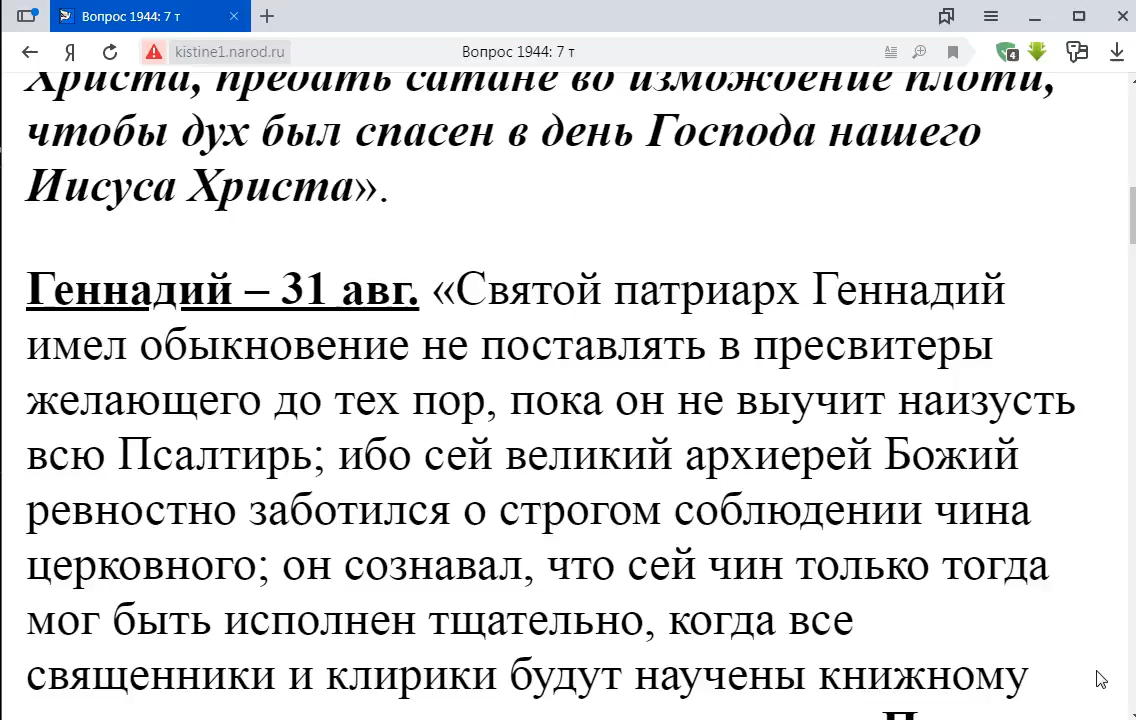 Вопрос 1944: 7 т
kistine1.narod.ru
Вопрос 1944: 7 т
4
Христа, предать сатане во измождение плоти,
чтобы дух был спасен в день Господа нашего
Иисуса Христа».
Геннадий – 31 авг. «Святой патриарх Геннадий
имел обыкновение не поставлять в пресвитеры
желающего до тех пор, пока он не выучит наизусть
всю Псалтирь; ибо сей великий архиерей Божий
ревностно заботился о строгом соблюдении чина
церковного; он сознавал, что сей чин только тогда
мог быть исполнен тщательно, когда все
священники и клирики будут научены книжному